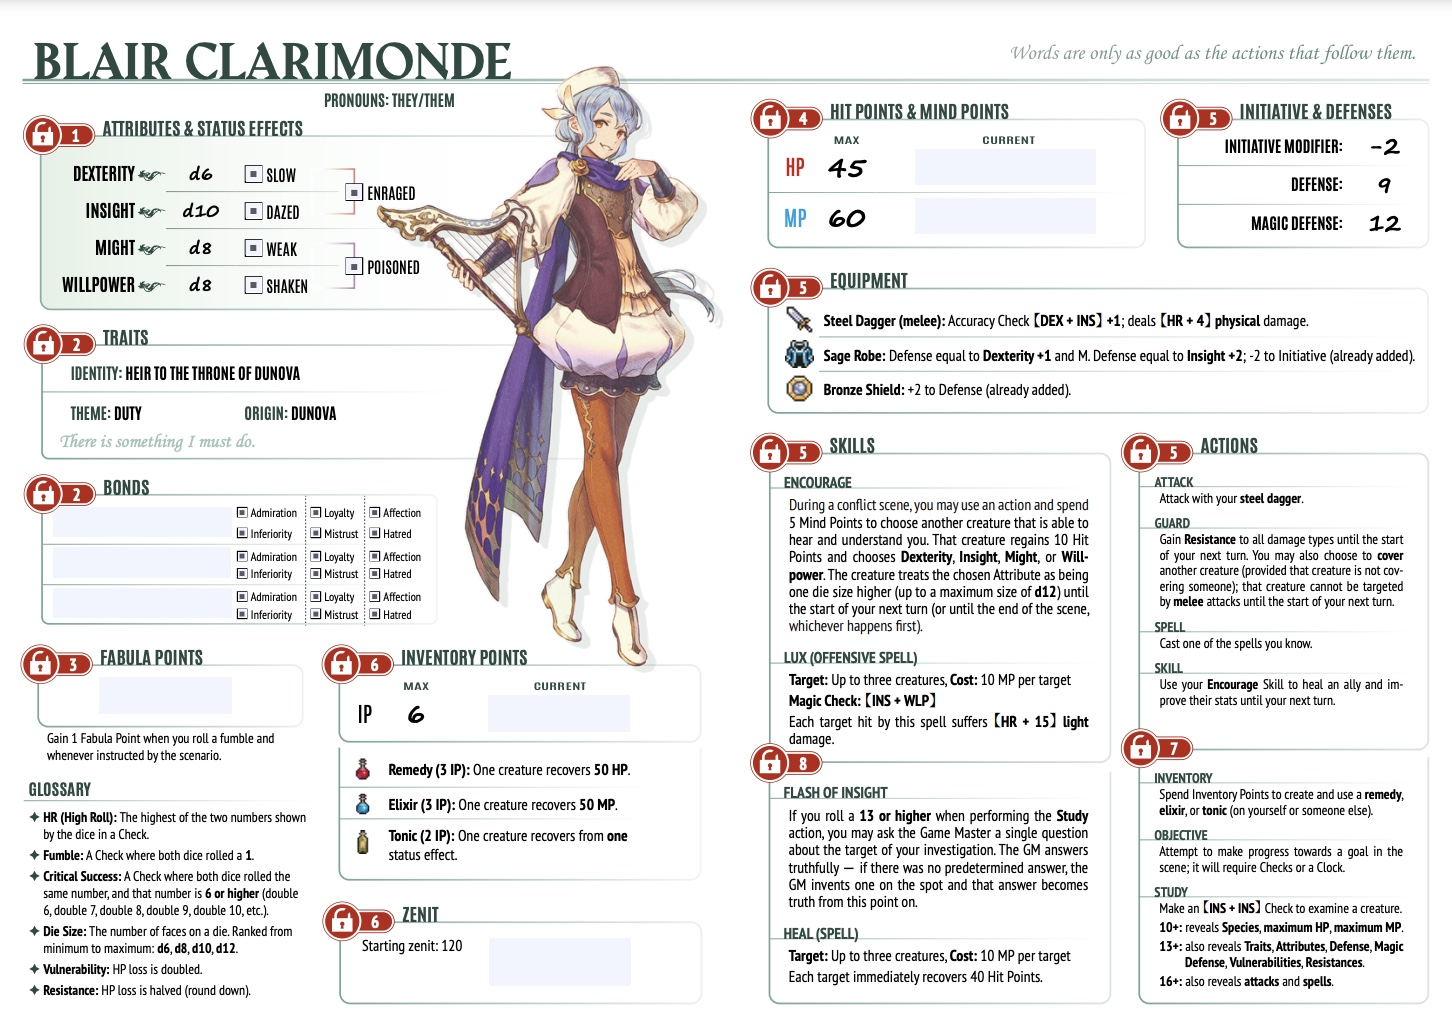 BLAIR CLARIMONDE
Words are only as good as the actions that follow them.
PRONOUNS: THEY/THEM
1 ATTRIBUTES & STATUS EFFECTS
DEXTERITY d6 SLOW
INSIGHT d10 DAZED
ENRAGED
MIGHT d8 WEAK
WILLPOWER d8 SHAKEN
POISONED
2 TRAITS
IDENTITY: HEIR TO THE THRONE OF DUNOVA
THEME: DUTY ORIGIN: DUNOVA
There is something I must do.
2 BONDS
Admiration Loyalty Affection
Inferiority Mistrust Hatred
Admiration Loyalty Affection
Inferiority Mistrust Hatred
Admiration Loyalty Affection
Inferiority Mistrust Hatred
3 FABULA POINTS
Gain 1 Fabula Point when you roll a fumble and
whenever instructed by the scenario.
GLOSSARY
✦ HR (High Roll): The highest of the two numbers shown
by the dice in a Check.
✦ Fumble: A Check where both dice rolled a 1.
✦ Critical Success: A Check where both dice rolled the
same number, and that number is 6 or higher (double
6, double 7, double 8, double 9, double 10, etc.).
✦ Die Size: The number of faces on a die. Ranked from
minimum to maximum: d6, d8, d10, d12.
✦ Vulnerability: HP loss is doubled.
✦ Resistance: HP loss is halved (round down).
6 INVENTORY POINTS
MAX CURRENT
IP 6
Remedy (3 IP): One creature recovers 50 HP.
Elixir (3 IP): One creature recovers 50 MP.
Tonic (2 IP): One creature recovers from one
status effect.
6 ZENIT
Starting zenit: 120
4 HIT POINTS & MIND POINTS
MAX CURRENT
HP 45
MP 60
5 INITIATIVE & DEFENSES
INITIATIVE MODIFIER: -2
DEFENSE: 9
MAGIC DEFENSE: 12
5 EQUIPMENT
Steel Dagger (melee): Accuracy Check 【DEX + INS】 +1; deals 【HR + 4】 physical damage.
Sage Robe: Defense equal to Dexterity +1 and M. Defense equal to Insight +2; -2 to Initiative (already added).
Bronze Shield: +2 to Defense (already added).
5 SKILLS
ENCOURAGE
During a conflict scene, you may use an action and spend
5 Mind Points to choose another creature that is able to
hear and understand you. That creature regains 10 Hit
Points and chooses Dexterity, Insight, Might, or Will-
power. The creature treats the chosen Attribute as being
one die size higher (up to a maximum size of d12) until
the start of your next turn (or until the end of the scene,
whichever happens first).
LUX (OFFENSIVE SPELL)
Target: Up to three creatures, Cost: 10 MP per target
Magic Check: 【INS + WLP】
Each target hit by this spell suffers 【HR + 15】 light
damage.
8
FLASH OF INSIGHT
If you roll a 13 or higher when performing the Study
action, you may ask the Game Master a single question
about the target of your investigation. The GM answers
truthfully — if there was no predetermined answer, the
GM invents one on the spot and that answer becomes
truth from this point on.
HEAL (SPELL)
Target: Up to three creatures, Cost: 10 MP per target
Each target immediately recovers 40 Hit Points.
5 ACTIONS
ATTACK
Attack with your steel dagger.
GUARD
Gain Resistance to all damage types until the start
of your next turn. You may also choose to cover
another creature (provided that creature is not cov-
ering someone); that creature cannot be targeted
by melee attacks until the start of your next turn.
SPELL
Cast one of the spells you know.
SKILL
Use your Encourage Skill to heal an ally and im-
prove their stats until your next turn.
7
INVENTORY
Spend Inventory Points to create and use a remedy,
elixir, or tonic (on yourself or someone else).
OBJECTIVE
Attempt to make progress towards a goal in the
scene; it will require Checks or a Clock.
STUDY
Make an 【INS + INS】 Check to examine a creature.
10+: reveals Species, maximum HP, maximum MP.
13+: also reveals Traits, Attributes, Defense, Magic
Defense, Vulnerabilities, Resistances.
16+: also reveals attacks and spells.